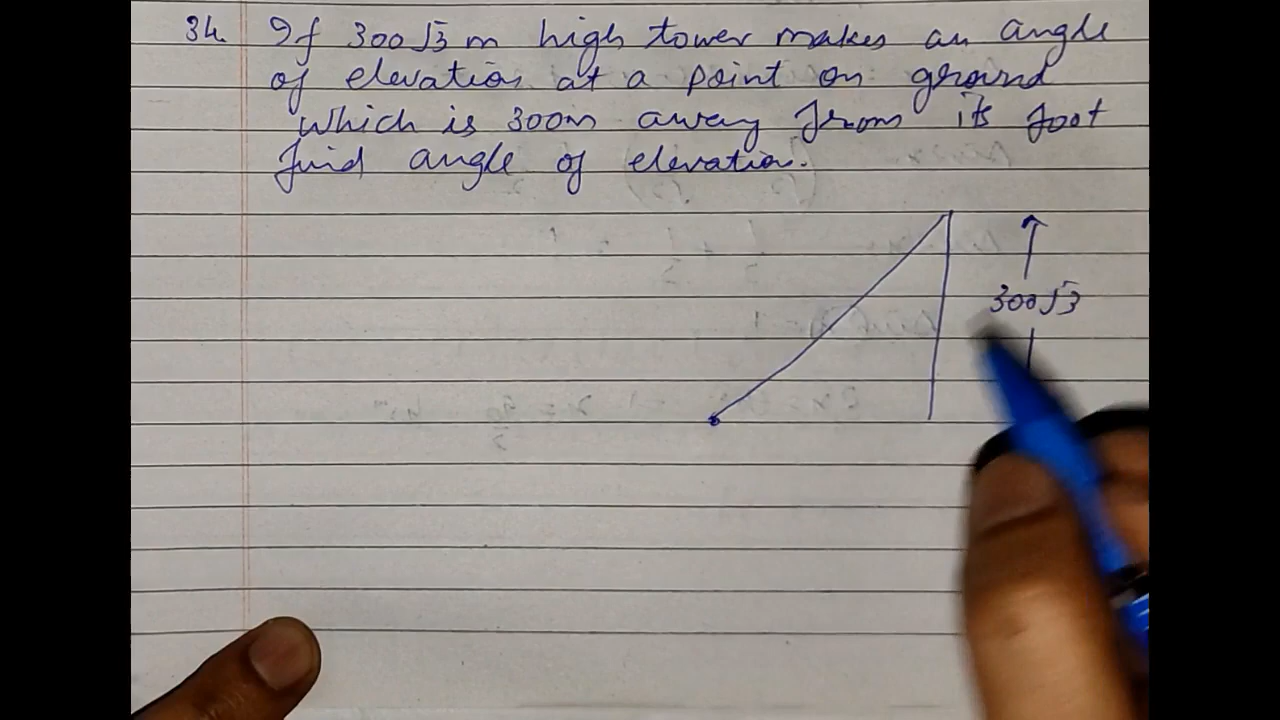 34. If 300√3 m high tower makes an angle
of elevation at a point on ground
which is 300m away from its foot
find angle of elevation.
300√3